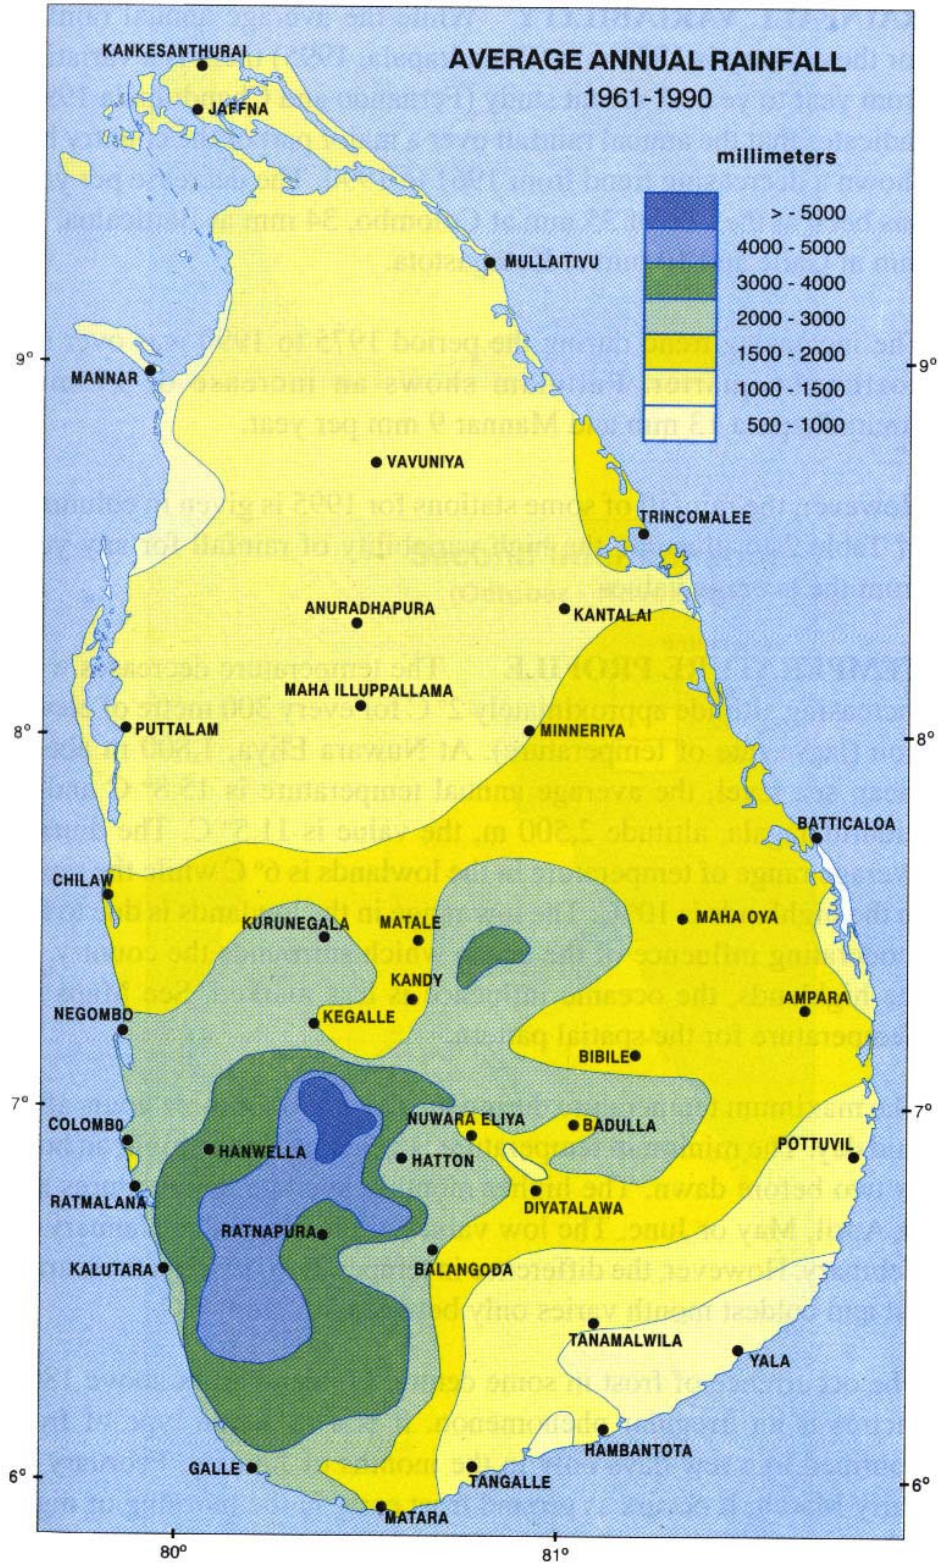 AVERAGE ANNUAL RAINFALL
1961-1990
millimeters
> - 5000
4000 - 5000
3000 - 4000
2000 - 3000
1500 - 2000
1000 - 1500
500 - 1000
KANKESANTHURAI
JAFFNA
MULLAITIVU
9°
9°
MANNAR
VAVUNIYA
TRINCOMALEE
ANURADHAPURA
KANTALAI
MAHA ILLUPPALLAMA
PUTTALAM
MINNERIYA
8°
8°
BATTICALOA
CHILAW
KURUNEGALA
MATALE
MAHA OYA
KANDY
AMPARA
NEGOMBO
KEGALLE
BIBILE
7°
7°
COLOMBO
NUWARA ELIYA
BADULLA
HANWELLA
HATTON
POTTUVIL
RATMALANA
DIYATALAWA
RATNAPURA
KALUTARA
BALANGODA
TANAMALWILA
YALA
HAMBANTOTA
GALLE
TANGALLE
6°
6°
MATARA
80°
81°